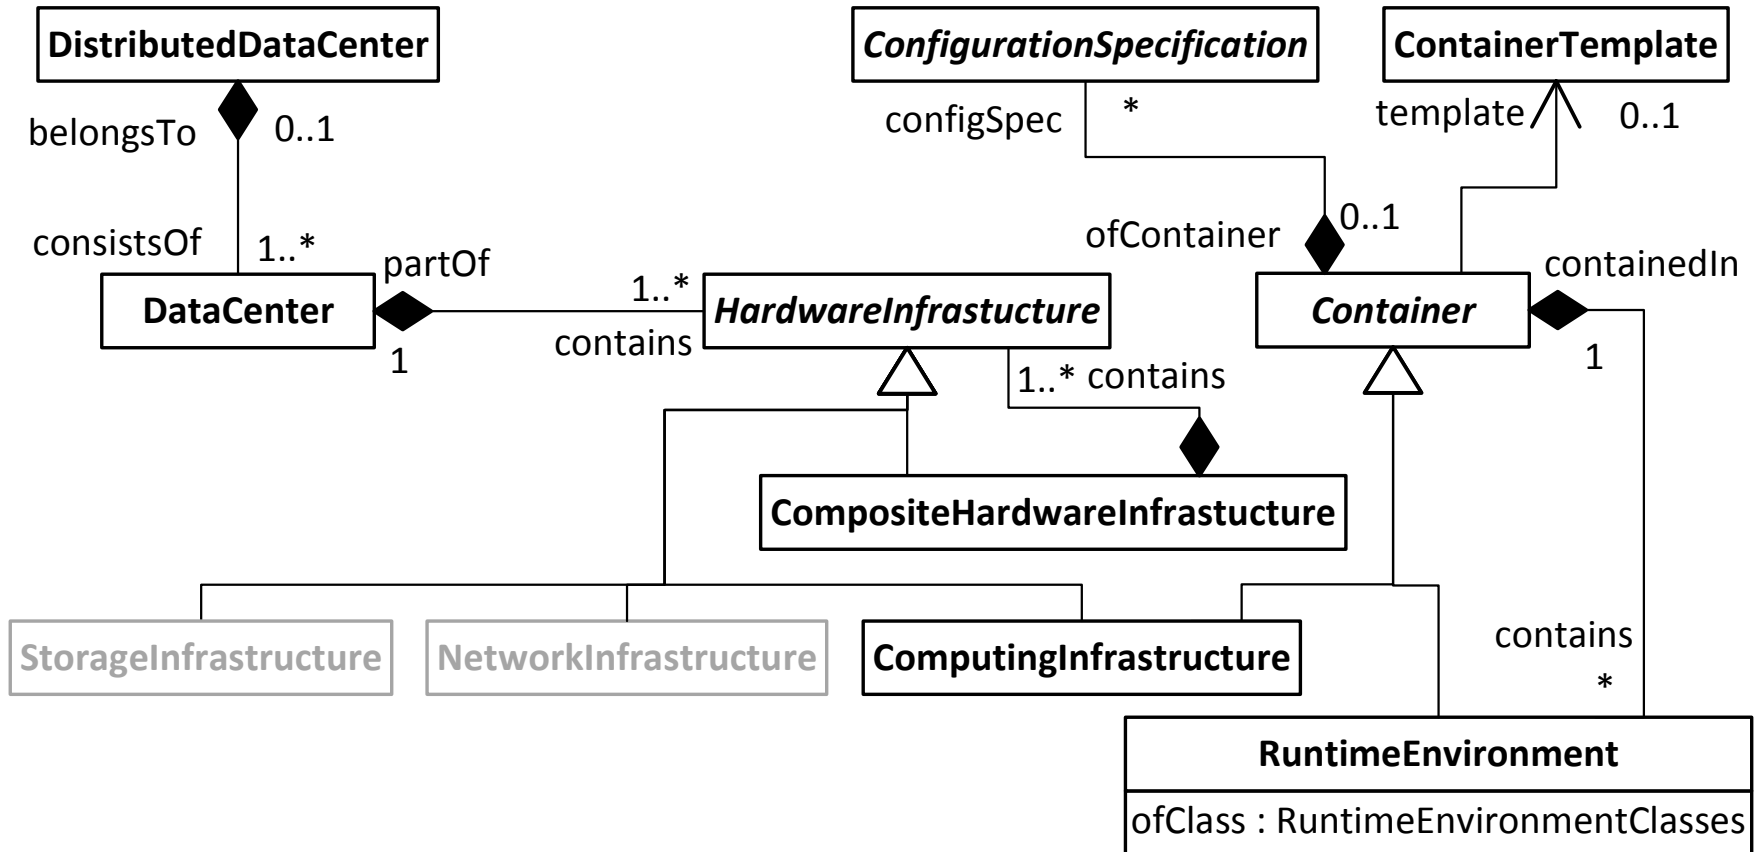 DistributedDataCenter
ConfigurationSpecification
ContainerTemplate
belongsTo
0..1
configSpec
*
template
0..1
consistsOf
1..*
partOf
1..*
ofContainer
0..1
containedIn
DataCenter
HardwareInfrastucture
Container
1
contains
1..* contains
1
CompositeHardwareInfrastucture
StorageInfrastructure
NetworkInfrastructure
ComputingInfrastructure
contains
*
RuntimeEnvironment
ofClass : RuntimeEnvironmentClasses